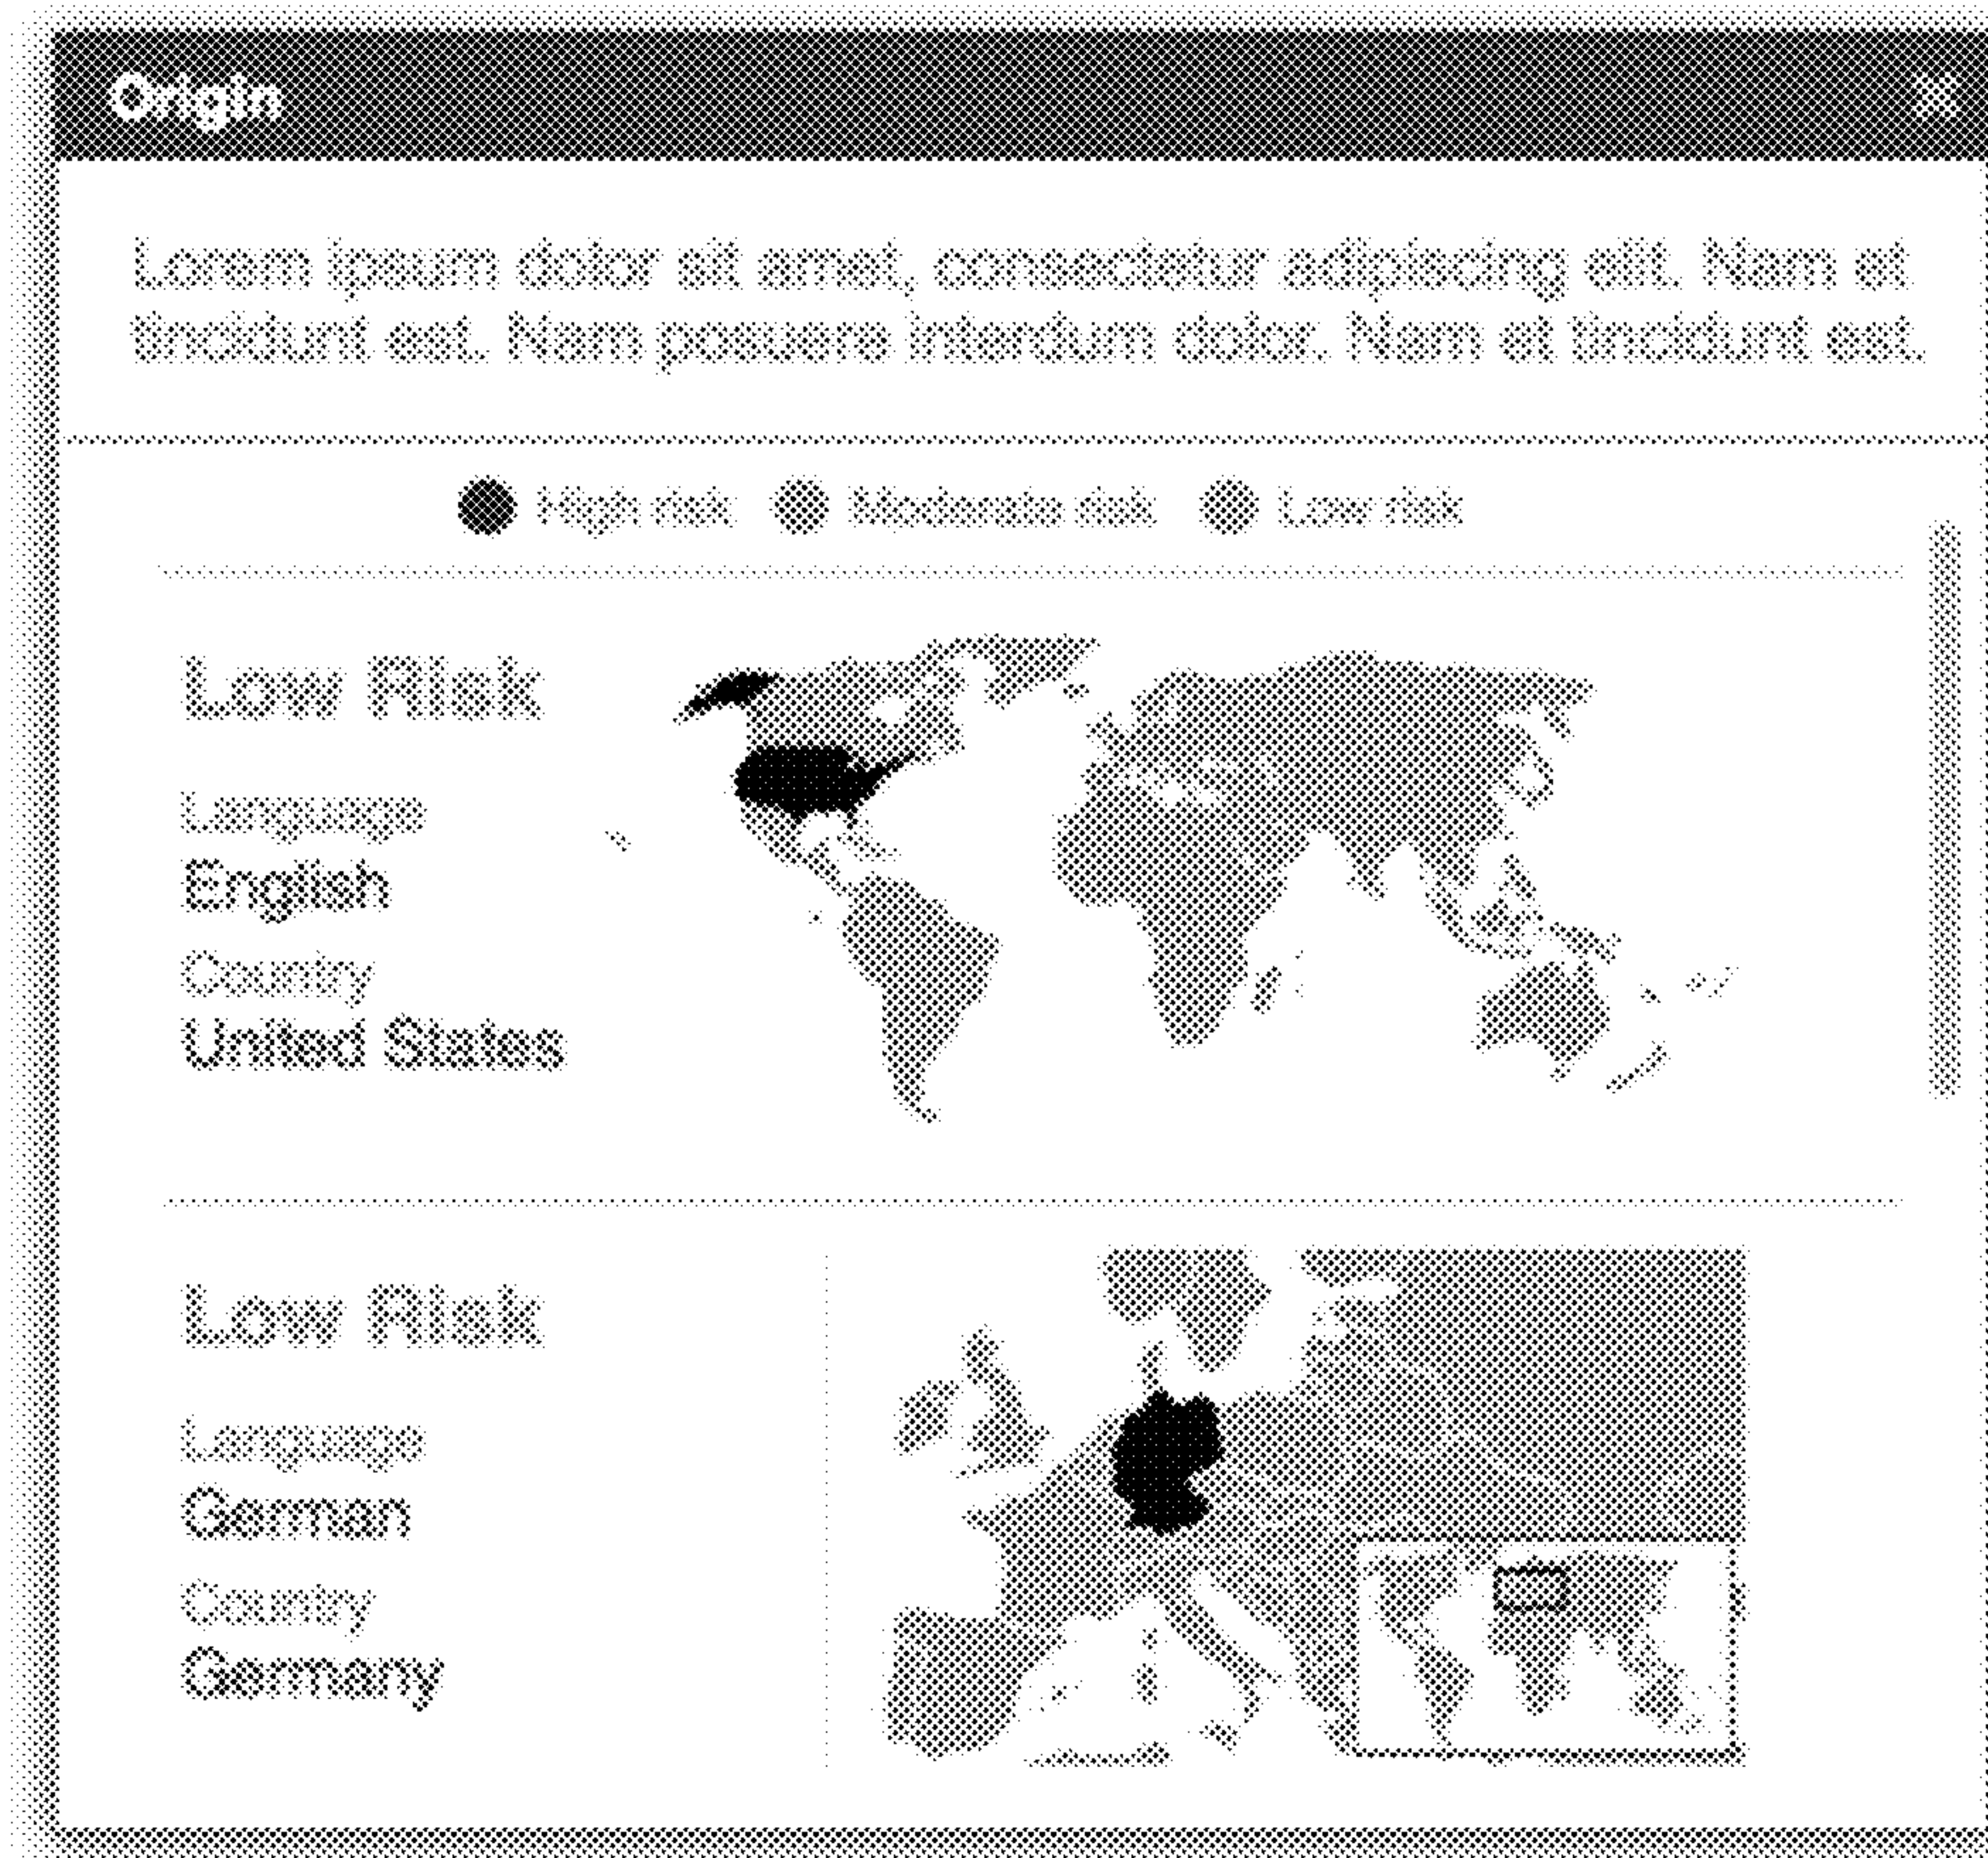 Origin
Lorem ipsum dolor sit amet, consectetur adipiscing elit. Nam et
tincidunt est. Nam posuere interdum dolor. Nam et tincidunt est.
High risk Moderate risk Low risk
Low Risk
Language
English
Country
United States
Low Risk
Language
German
Country
Germany